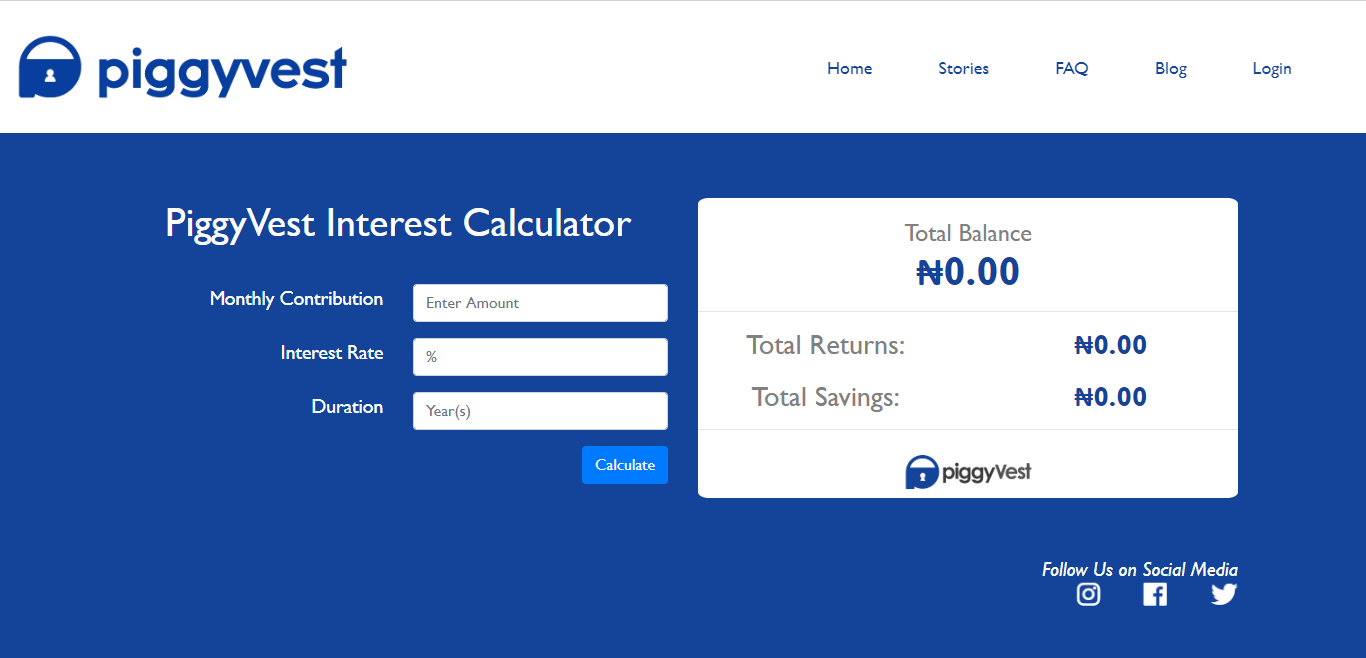 piggyvest
Home Stories FAQ Blog Login
PiggyVest Interest Calculator
Monthly Contribution Enter Amount
Interest Rate %
Duration Year(s)
Calculate
Total Balance
₦0.00
Total Returns: ₦0.00
Total Savings: ₦0.00
piggyVest
Follow Us on Social Media